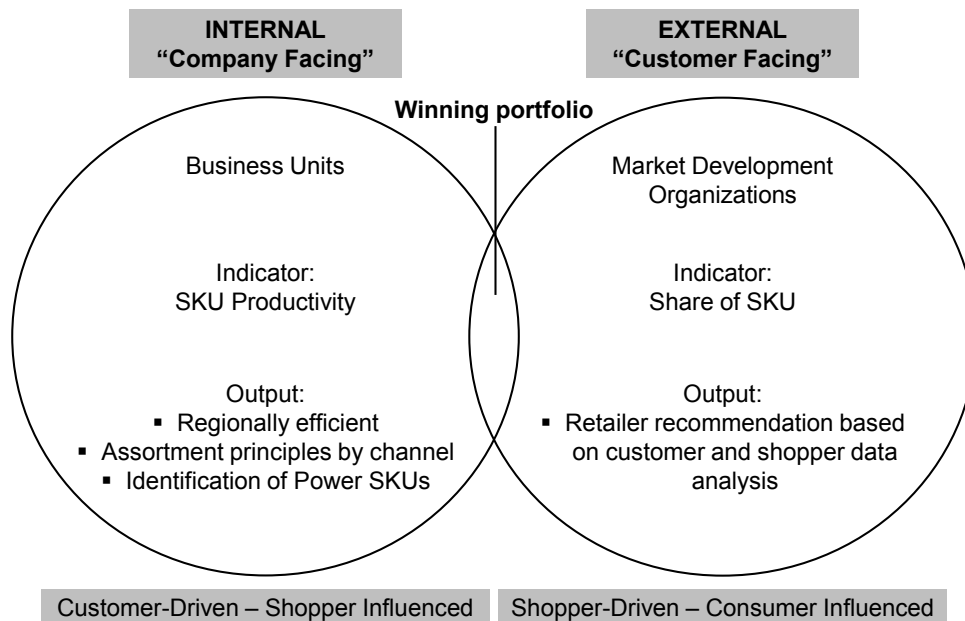 INTERNAL
“Company Facing”
EXTERNAL
“Customer Facing”
Winning portfolio
Business Units
Indicator:
SKU Productivity
Output:
▪ Regionally efficient
▪ Assortment principles by channel
▪ Identification of Power SKUs
Market Development
Organizations
Indicator:
Share of SKU
Output:
▪ Retailer recommendation based
on customer and shopper data
analysis
Customer-Driven – Shopper Influenced
Shopper-Driven – Consumer Influenced